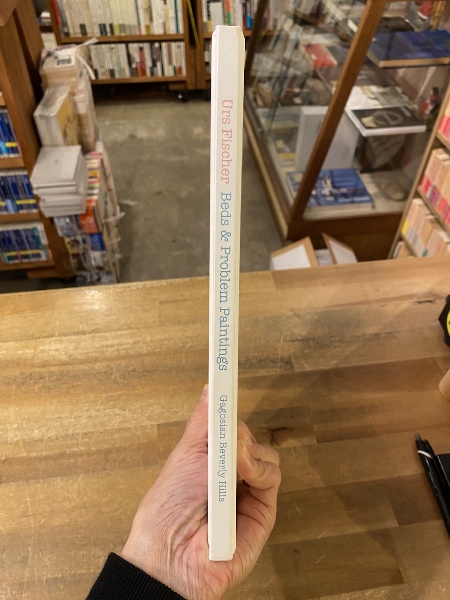 Urs Fischer Beds & Problem Paintings Gagosian Beverly Hills